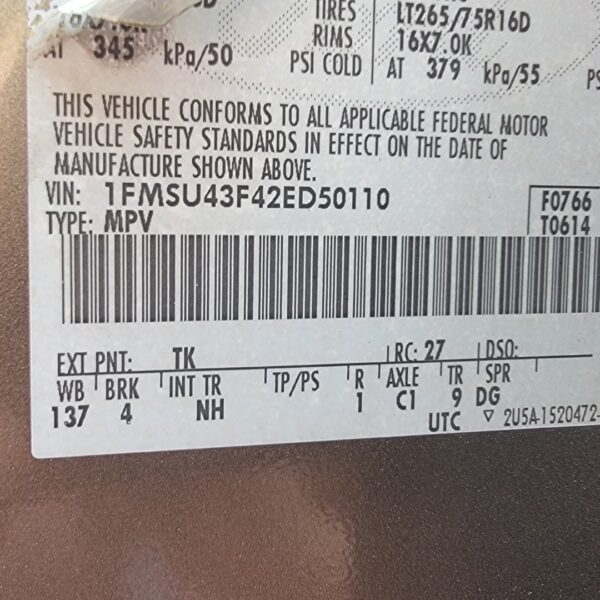 TIRES LT265/75R16D
RIMS 16X7.0K
AT 345 kPa/50 PSI COLD AT 379 kPa/55 PS
THIS VEHICLE CONFORMS TO ALL APPLICABLE FEDERAL MOTOR
VEHICLE SAFETY STANDARDS IN EFFECT ON THE DATE OF
MANUFACTURE SHOWN ABOVE.
VIN: 1FMSU43F42ED50110 F0766
TYPE: MPV T0614
EXT PNT: TK RC: 27 DSO:
WB BRK INT TR TP/PS R AXLE TR SPR
137 4 NH 1 C1 9 DG
UTC ▽ 2U5A-1520472-